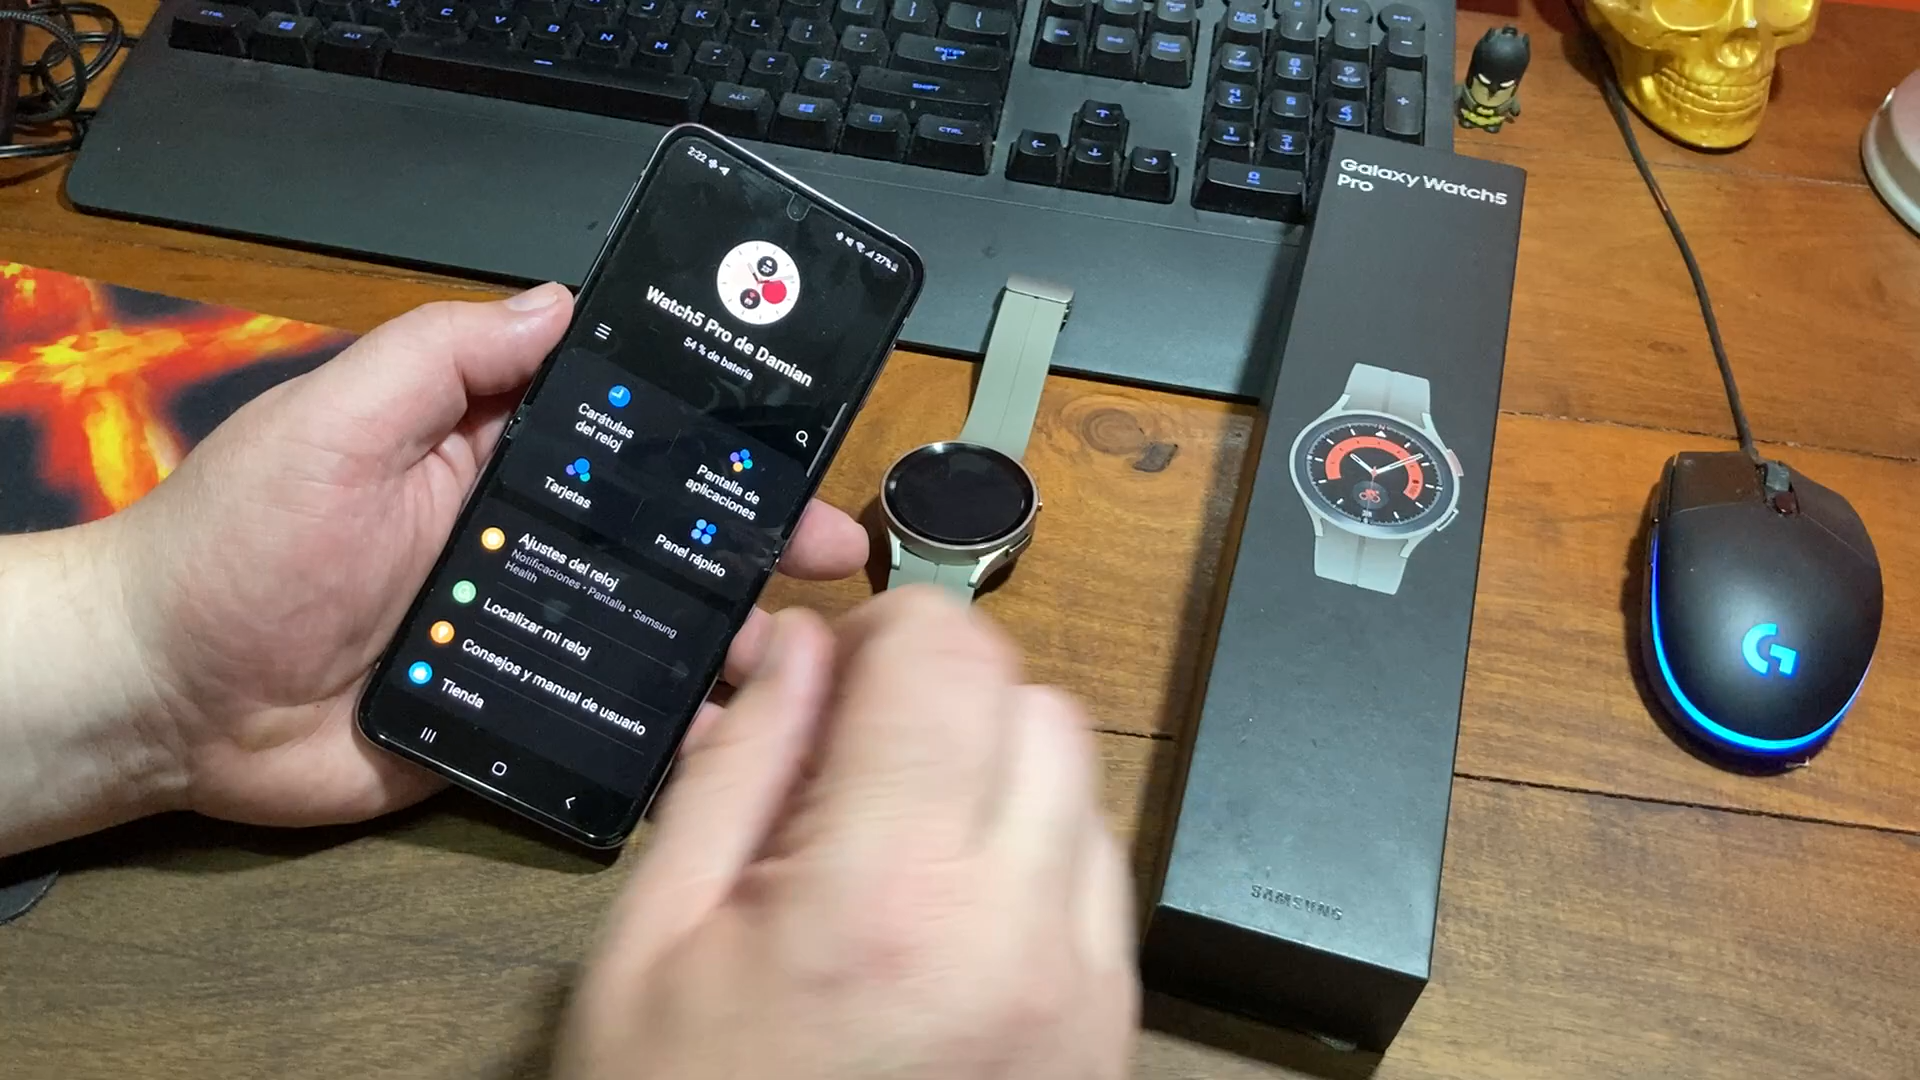 2:22
27%
Watch5 Pro de Damian
54 % de batería
Carátulas
del reloj
Pantalla de
aplicaciones
Tarjetas
Panel rápido
Ajustes del reloj
Notificaciones • Pantalla • Samsung
Health
Localizar mi reloj
Consejos y manual de usuario
Tienda
Galaxy Watch5
Pro
SAMSUNG
G
CTRL
ALT
X
C
V
B
N
M
J
K
L
ENTER
SHIFT
ALT
CTRL